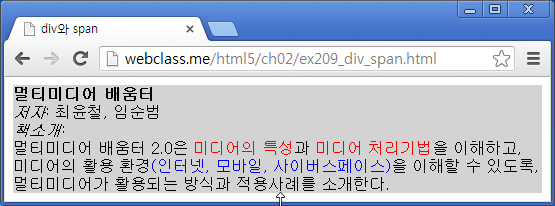 div와 span
webclass.me/html5/ch02/ex209_div_span.html
멀티미디어 배움터
저자: 최윤철, 임순범
책소개:
멀티미디어 배움터 2.0은 미디어의 특성과 미디어 처리기법을 이해하고,
미디어의 활용 환경(인터넷, 모바일, 사이버스페이스)을 이해할 수 있도록,
멀티미디어가 활용되는 방식과 적용사례를 소개한다.